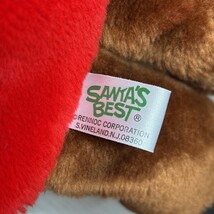 SANTA'S
BEST®
©RENNOC CORPORATION
S. VINELAND, N.J. 08360